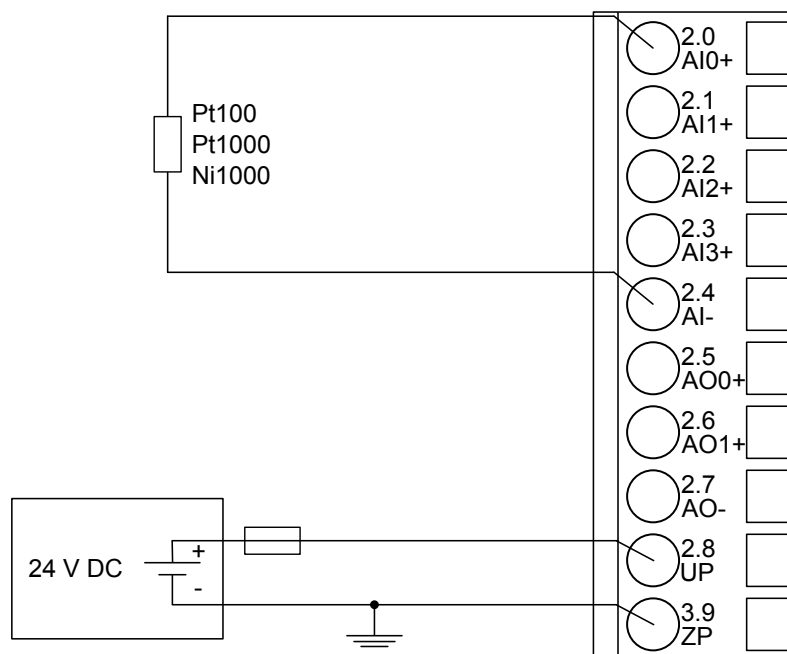 2.0
AI0+
2.1
AI1+
Pt100
Pt1000
Ni1000
2.2
AI2+
2.3
AI3+
2.4
AI-
2.5
AO0+
2.6
AO1+
2.7
AO-
24 V DC
+
-
2.8
UP
3.9
ZP